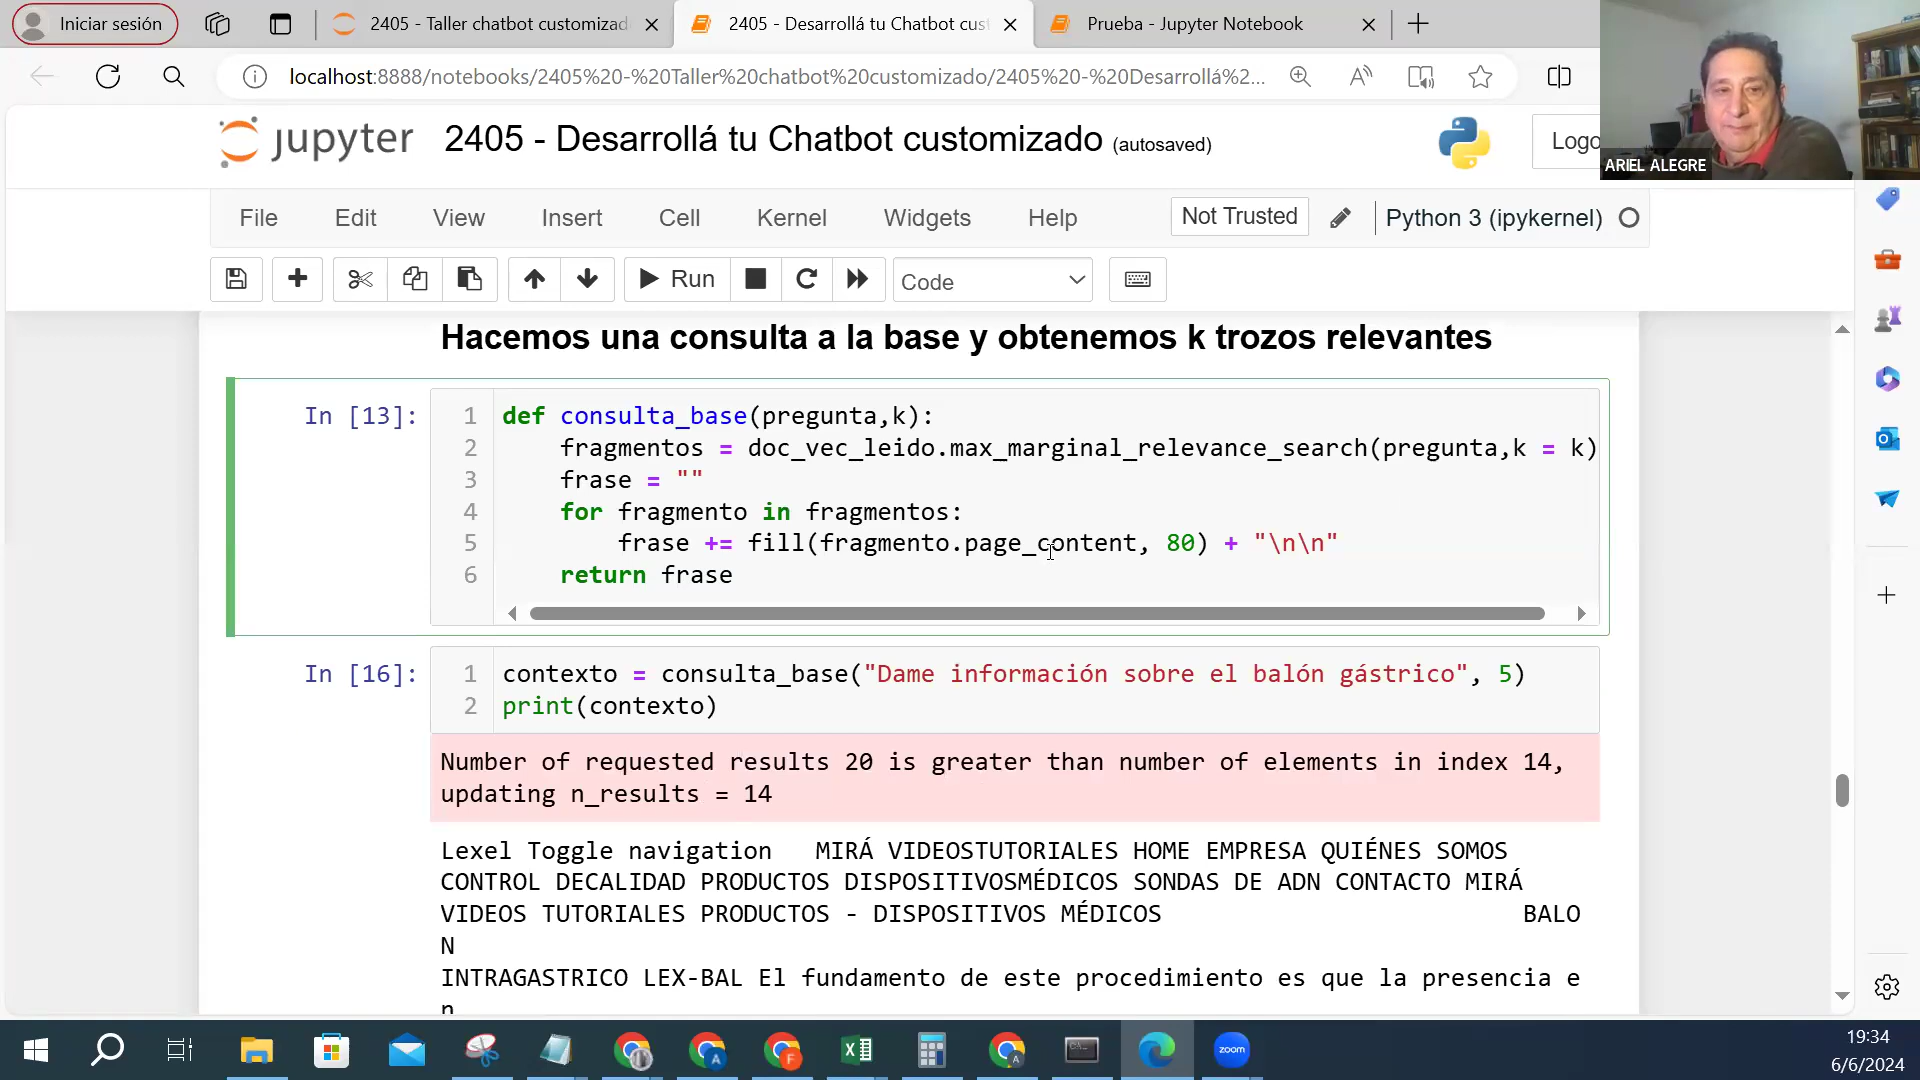 Iniciar sesión
2405 - Taller chatbot customizad
2405 - Desarrollá tu Chatbot cus
Prueba - Jupyter Notebook
localhost:8888/notebooks/2405%20-%20Taller%20chatbot%20customizado/2405%20-%20Desarrollá%2...
ARIEL ALEGRE
jupyter
2405 - Desarrollá tu Chatbot customizado (autosaved)
Logo
File Edit View Insert Cell Kernel Widgets Help
Not Trusted
Python 3 (ipykernel)
Run
Code
Hacemos una consulta a la base y obtenemos k trozos relevantes
In [13]:
1 def consulta_base(pregunta,k):
2 fragmentos = doc_vec_leido.max_marginal_relevance_search(pregunta,k = k)
3 frase = ""
4 for fragmento in fragmentos:
5 frase += fill(fragmento.page_content, 80) + "\n\n"
6 return frase
In [16]:
1 contexto = consulta_base("Dame información sobre el balón gástrico", 5)
2 print(contexto)
Number of requested results 20 is greater than number of elements in index 14,
updating n_results = 14
Lexel Toggle navigation MIRÁ VIDEOSTUTORIALES HOME EMPRESA QUIÉNES SOMOS
CONTROL DECALIDAD PRODUCTOS DISPOSITIVOSMÉDICOS SONDAS DE ADN CONTACTO MIRÁ
VIDEOS TUTORIALES PRODUCTOS - DISPOSITIVOS MÉDICOS BALO
N
INTRAGASTRICO LEX-BAL El fundamento de este procedimiento es que la presencia e
n
zoom
19:34
6/6/2024